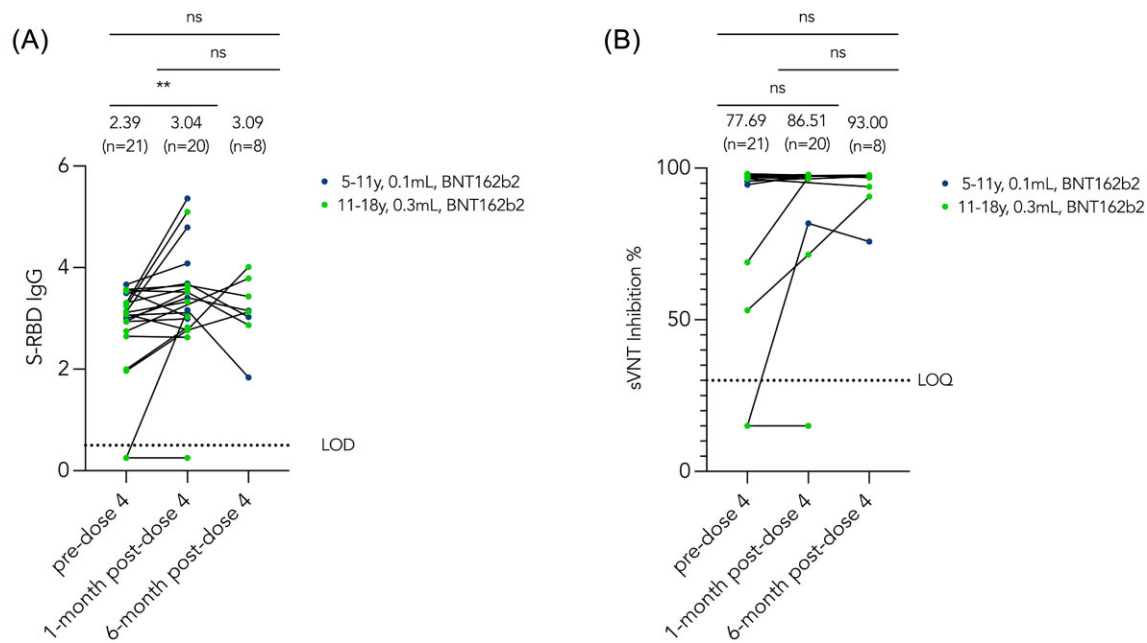 (A)
ns
ns
**
2.39 3.04 3.09
(n=21) (n=20) (n=8)
6
4
2
0
S-RBD IgG
LOD
pre-dose 4
1-month post-dose 4
6-month post-dose 4
5-11y, 0.1mL, BNT162b2
11-18y, 0.3mL, BNT162b2
(B)
ns
ns
ns
77.69 86.51 93.00
(n=21) (n=20) (n=8)
100
50
0
sVNT Inhibition %
LOQ
pre-dose 4
1-month post-dose 4
6-month post-dose 4
5-11y, 0.1mL, BNT162b2
11-18y, 0.3mL, BNT162b2